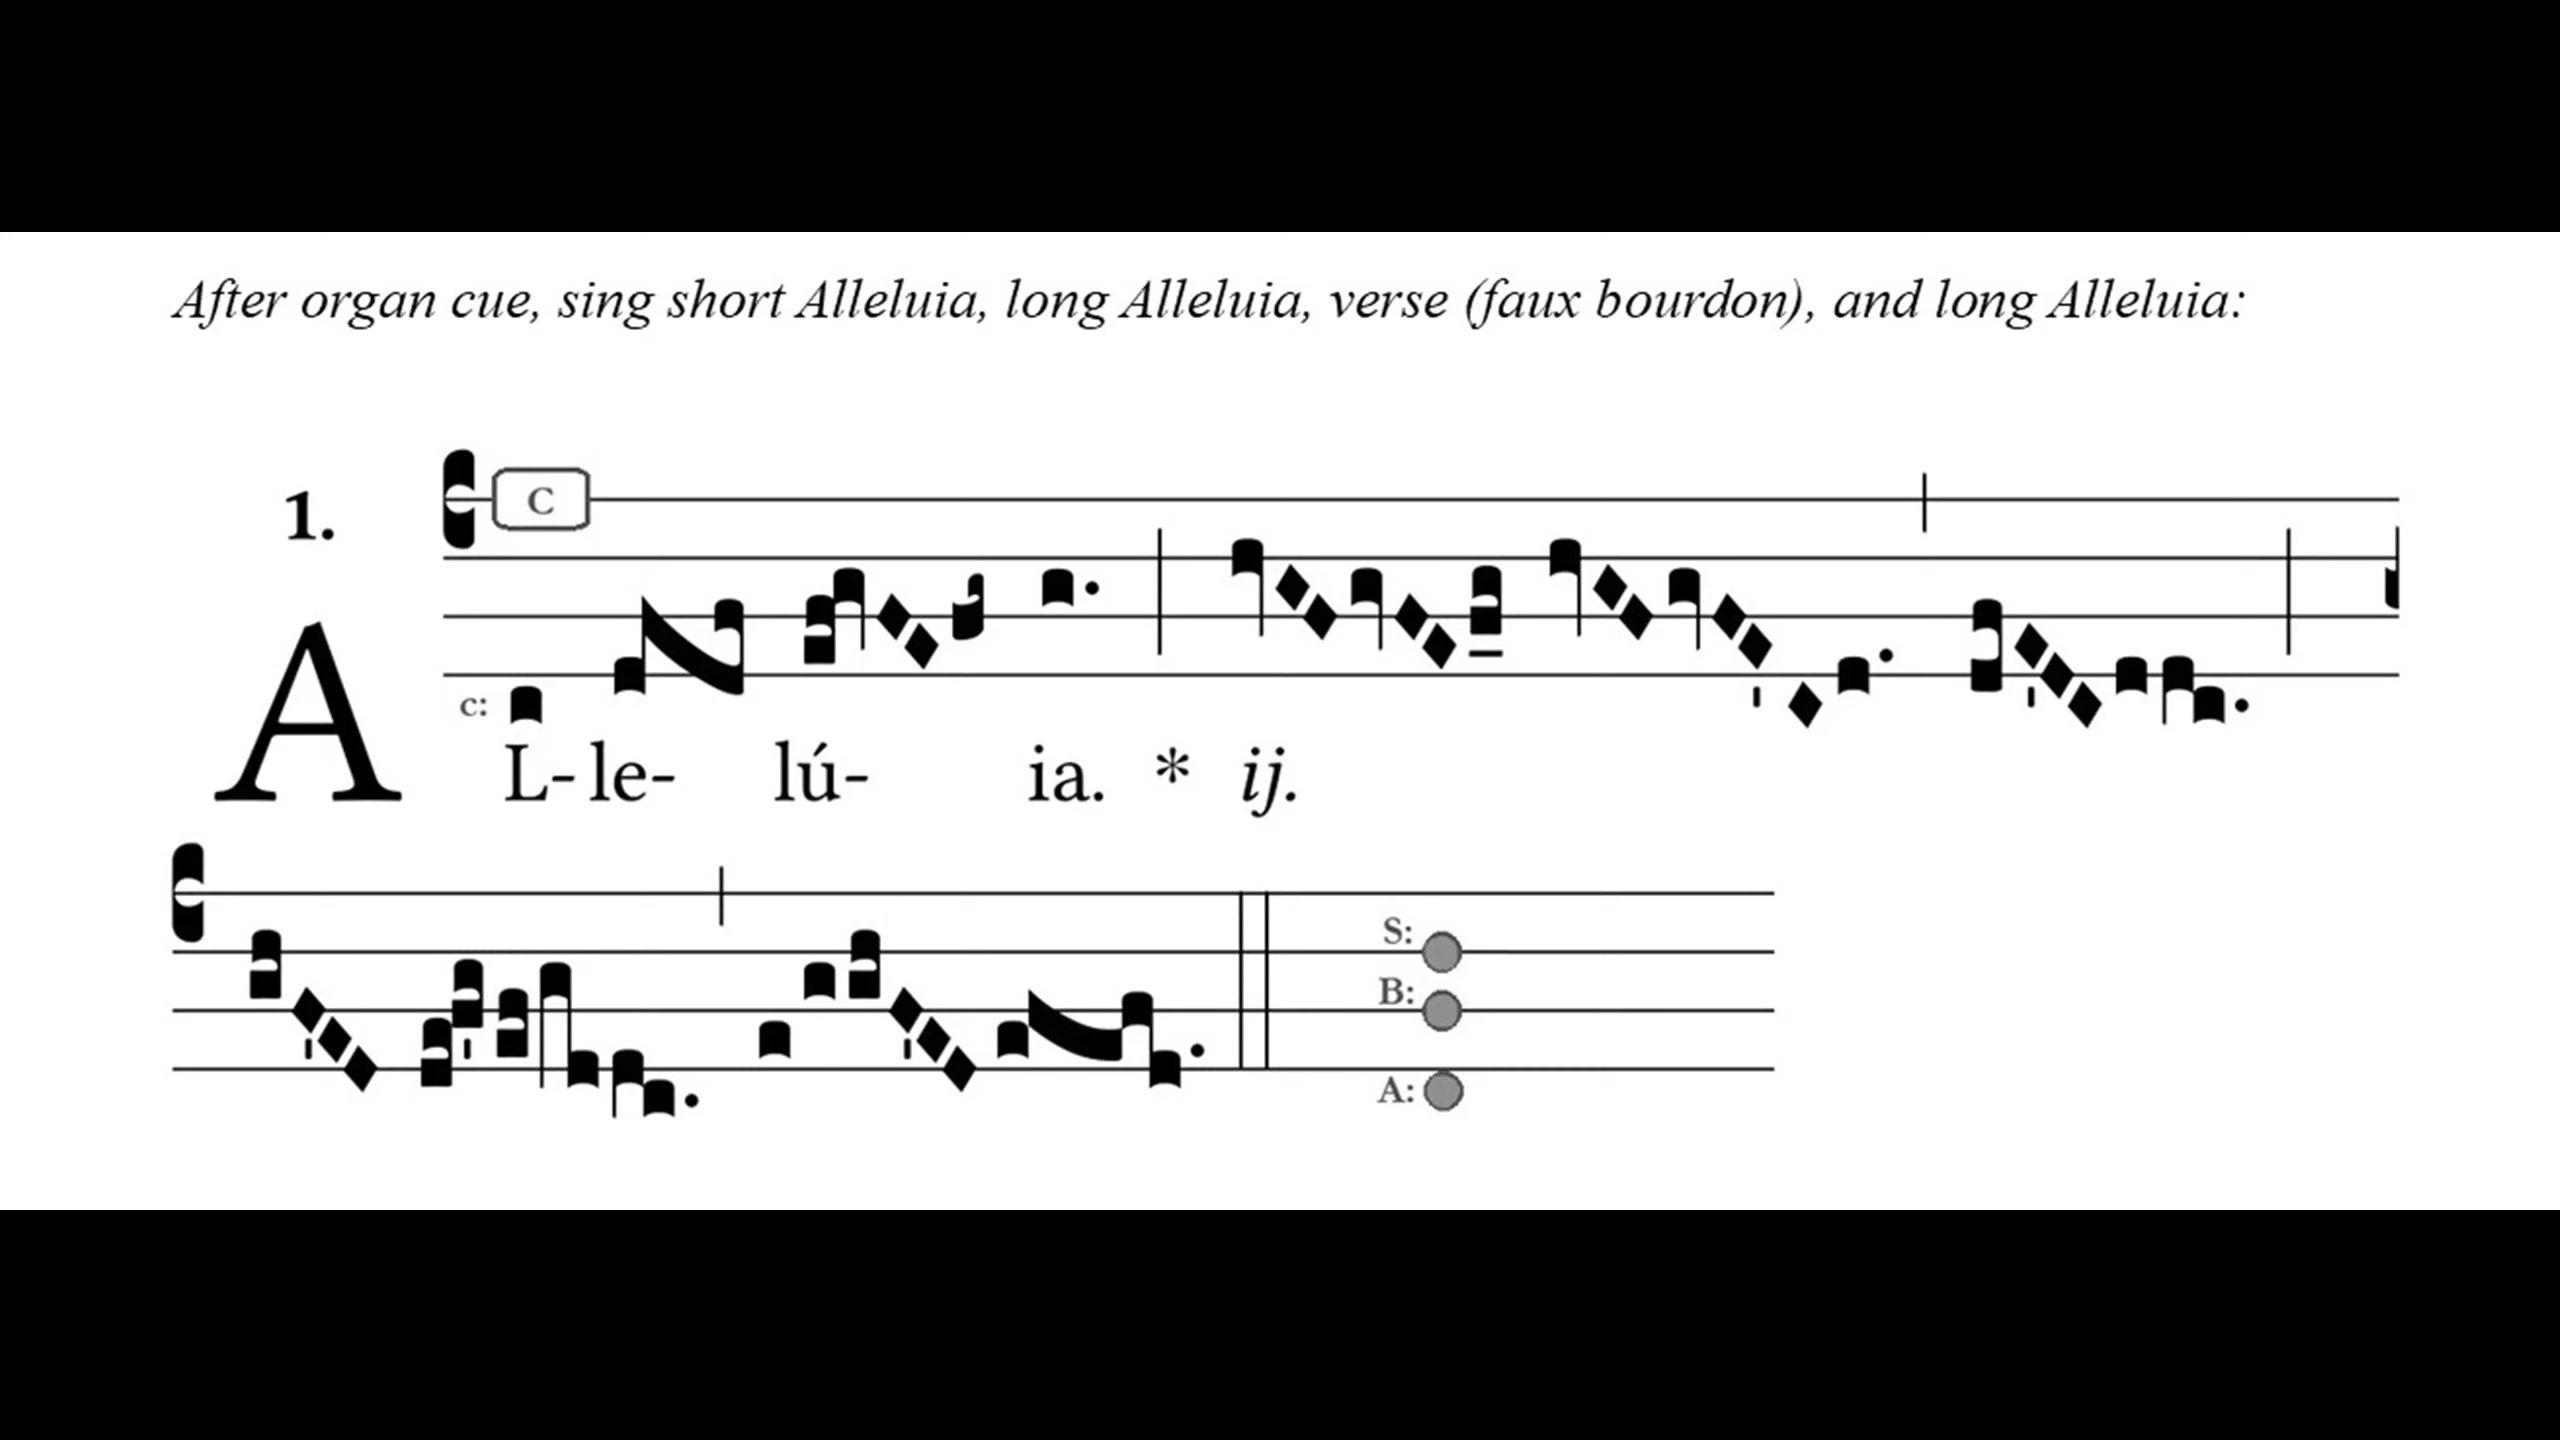 After organ cue, sing short Alleluia, long Alleluia, verse (faux bourdon), and long Alleluia:
1.
C
c:
AL-le-lú-ia. * ij.
S:
B:
A: